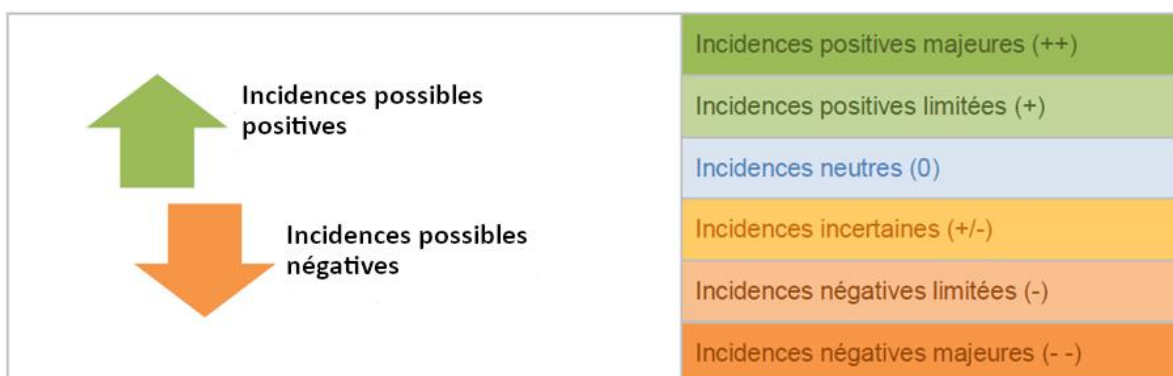 Incidences possibles
positives
Incidences possibles
négatives
Incidences positives majeures (++)
Incidences positives limitées (+)
Incidences neutres (0)
Incidences incertaines (+/-)
Incidences négatives limitées (-)
Incidences négatives majeures (- -)